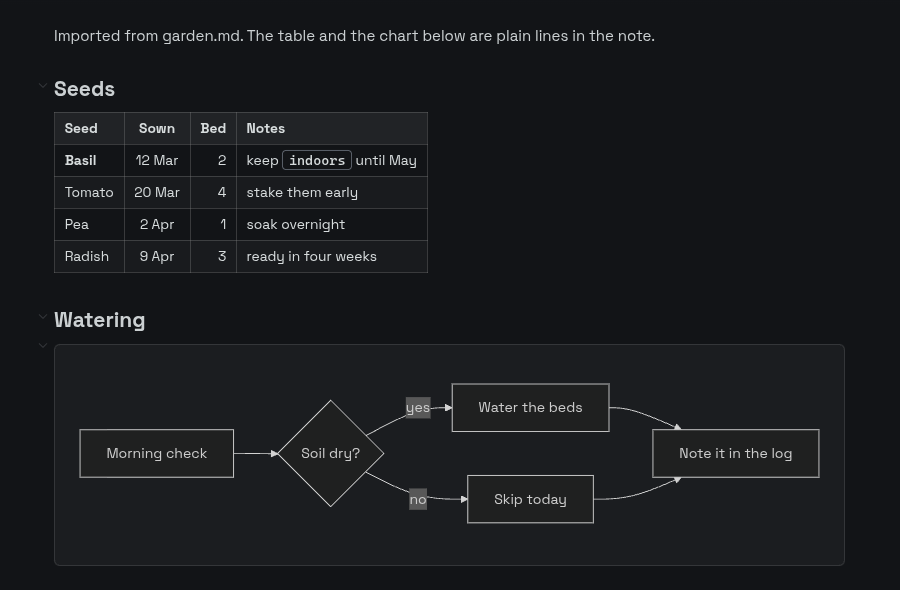 Imported from garden.md. The table and the chart below are plain lines in the note.
Seeds
Seed Sown Bed Notes
Basil 12 Mar 2 keep indoors until May
Tomato 20 Mar 4 stake them early
Pea 2 Apr 1 soak overnight
Radish 9 Apr 3 ready in four weeks
Watering
Morning check
Soil dry?
yes
Water the beds
no
Skip today
Note it in the log